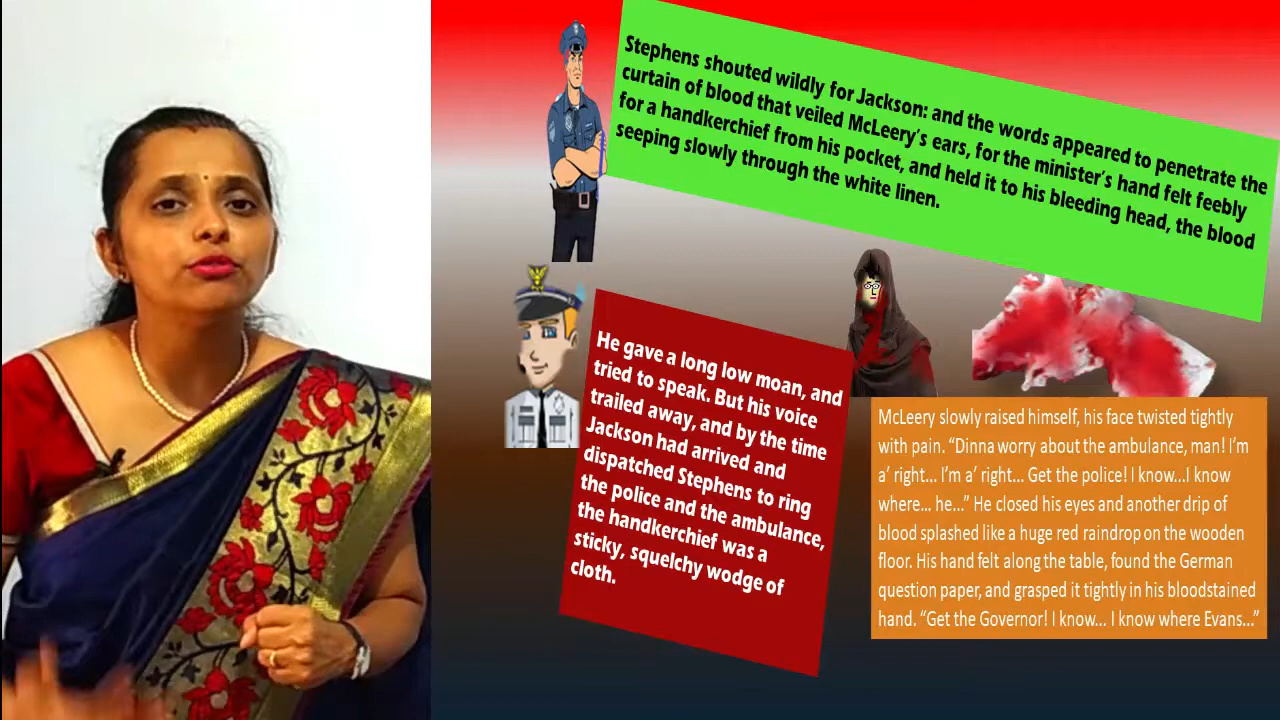 Stephens shouted wildly for Jackson: and the words appeared to penetrate the
curtain of blood that veiled McLeery's ears, for the minister's hand felt feebly
for a handkerchief from his pocket, and held it to his bleeding head, the blood
seeping slowly through the white linen.
He gave a long low moan, and
tried to speak. But his voice
trailed away, and by the time
Jackson had arrived and
dispatched Stephens to ring
the police and the ambulance,
the handkerchief was a
sticky, squelchy wodge of
cloth.
McLeery slowly raised himself, his face twisted tightly
with pain. “Dinna worry about the ambulance, man! I’m
a’ right... I’m a’ right... Get the police! I know...I know
where... he...” He closed his eyes and another drip of
blood splashed like a huge red raindrop on the wooden
floor. His hand felt along the table, found the German
question paper, and grasped it tightly in his bloodstained
hand. “Get the Governor! I know... I know where Evans...”